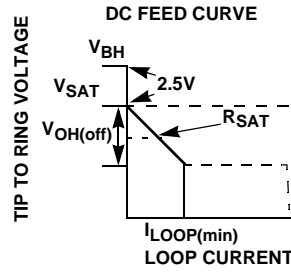 DC FEED CURVE
TIP TO RING VOLTAGE
VBH
2.5V
VSAT
RSAT
VOH(off)
ILOOP(min)
LOOP CURRENT